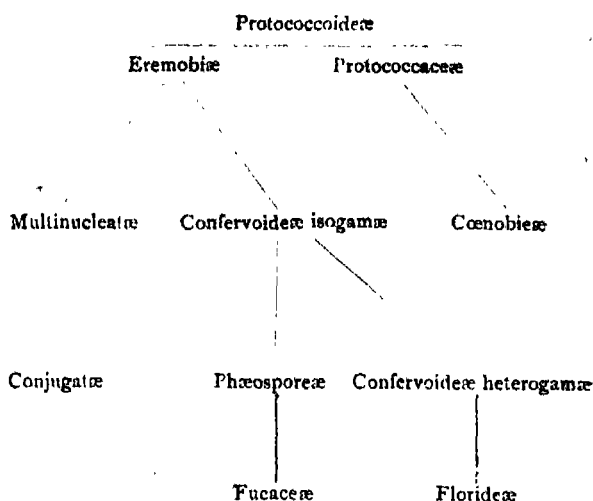 Protococcoideæ
Eremobiæ Protococcaceæ
Multinucleatæ Confervoideæ isogamæ Cœnobieæ
Conjugatæ Phæosporeæ Confervoideæ heterogamæ
Fucaceæ Florideæ